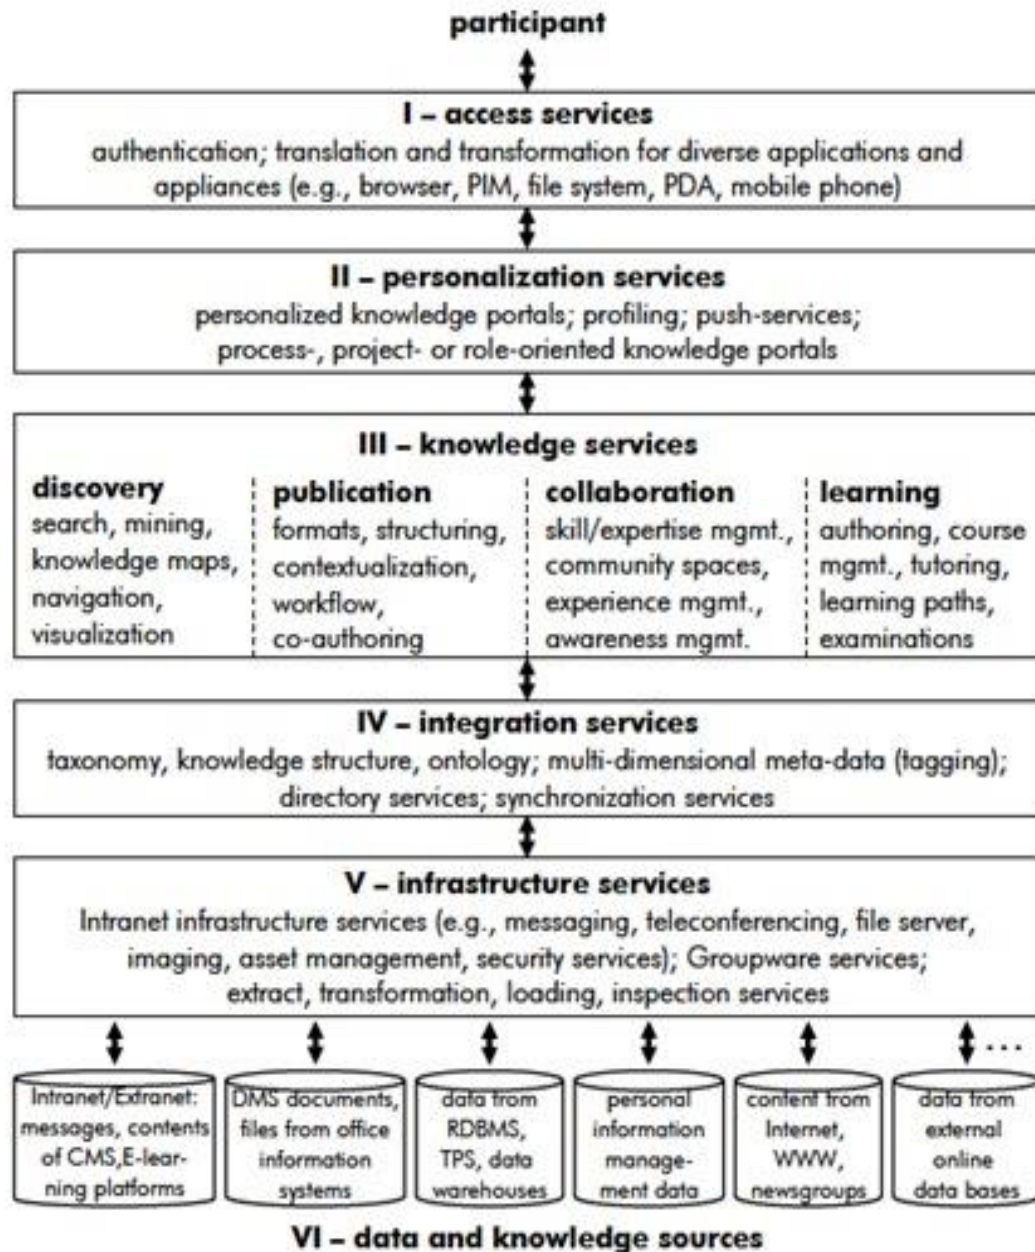 participant
I – access services
authentication; translation and transformation for diverse applications and
appliances (e.g., browser, PIM, file system, PDA, mobile phone)
II – personalization services
personalized knowledge portals; profiling; push-services;
process-, project- or role-oriented knowledge portals
III – knowledge services
discovery
search, mining,
knowledge maps,
navigation,
visualization
publication
formats, structuring,
contextualization,
workflow,
co-authoring
collaboration
skill/expertise mgmt.,
community spaces,
experience mgmt.,
awareness mgmt.
learning
authoring, course
mgmt., tutoring,
learning paths,
examinations
IV – integration services
taxonomy, knowledge structure, ontology; multi-dimensional meta-data (tagging);
directory services; synchronization services
V – infrastructure services
Intranet infrastructure services (e.g., messaging, teleconferencing, file server,
imaging, asset management, security services); Groupware services;
extract, transformation, loading, inspection services
...
Intranet/Extranet:
messages, contents
of CMS,E-lear-
ning platforms
DMS documents,
files from office
information
systems
data from
RDBMS,
TPS, data
warehouses
personal
information
manage-
ment data
content from
Internet,
WWW,
newsgroups
data from
external
online
data bases
VI – data and knowledge sources